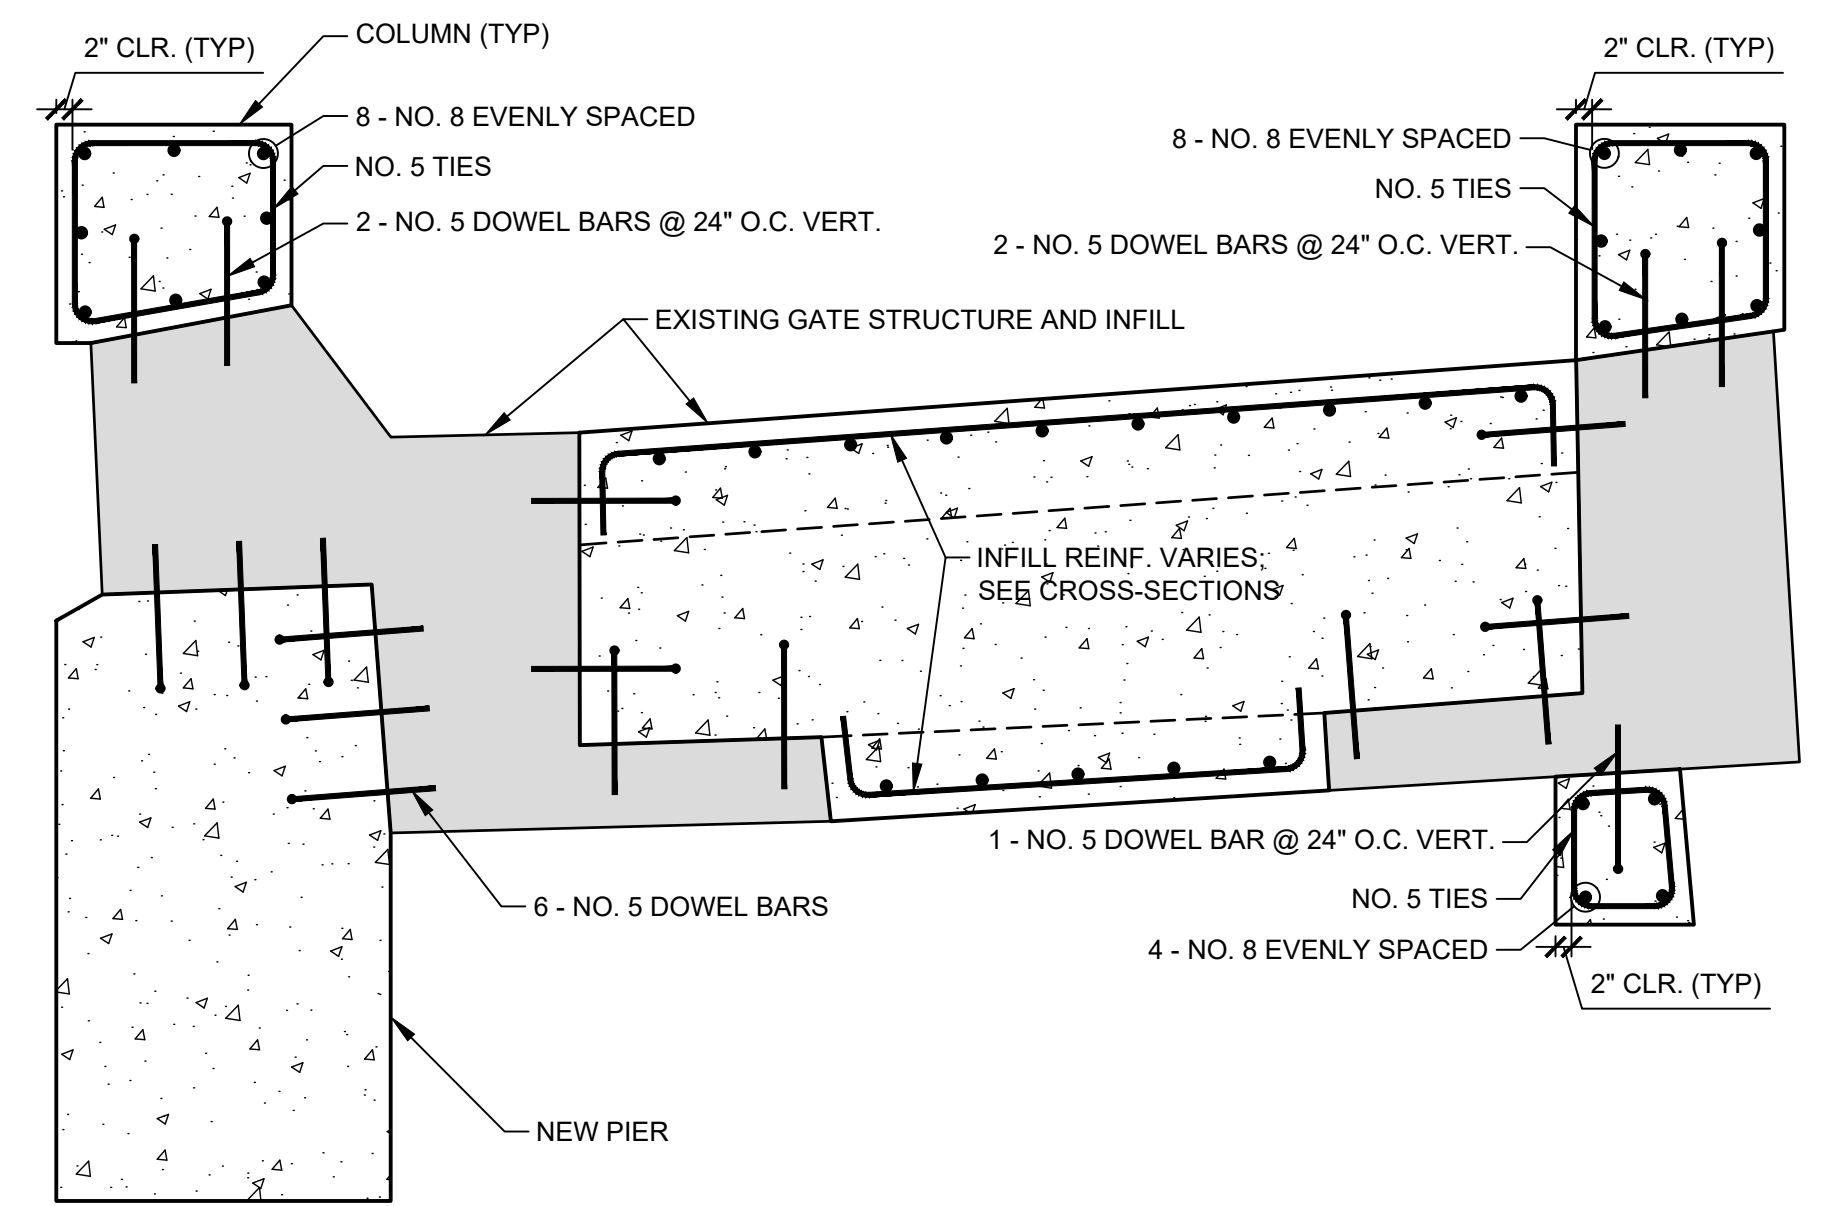 2" CLR. (TYP)
COLUMN (TYP)
8 - NO. 8 EVENLY SPACED
NO. 5 TIES
2 - NO. 5 DOWEL BARS @ 24" O.C. VERT.
2" CLR. (TYP)
8 - NO. 8 EVENLY SPACED
NO. 5 TIES
2 - NO. 5 DOWEL BARS @ 24" O.C. VERT.
EXISTING GATE STRUCTURE AND INFILL
INFILL REINF. VARIES;
SEE CROSS-SECTIONS
1 - NO. 5 DOWEL BAR @ 24" O.C. VERT.
NO. 5 TIES
4 - NO. 8 EVENLY SPACED
2" CLR. (TYP)
6 - NO. 5 DOWEL BARS
NEW PIER